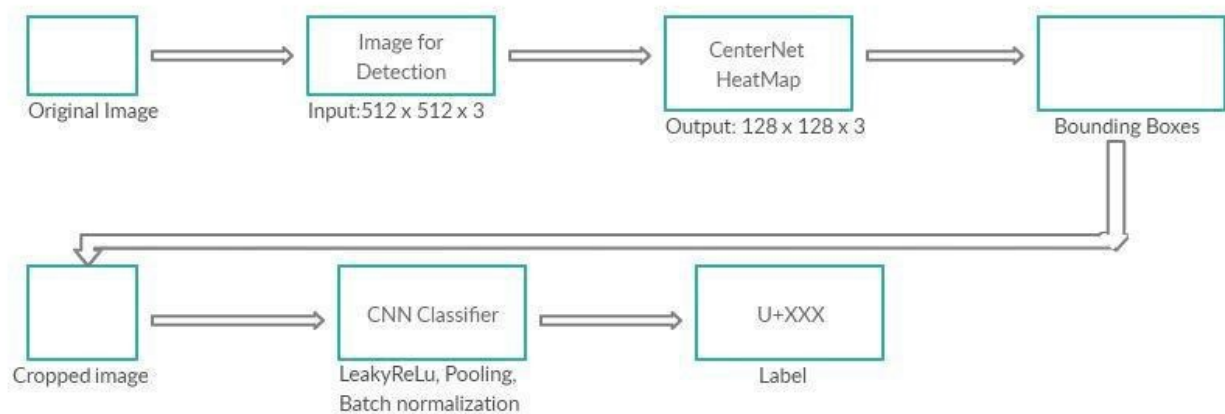 Image for
Detection
CenterNet
HeatMap
Original Image
Input:512 x 512 x 3
Output: 128 x 128 x 3
Bounding Boxes
CNN Classifier
U+XXX
Cropped image
LeakyReLu, Pooling,
Batch normalization
Label